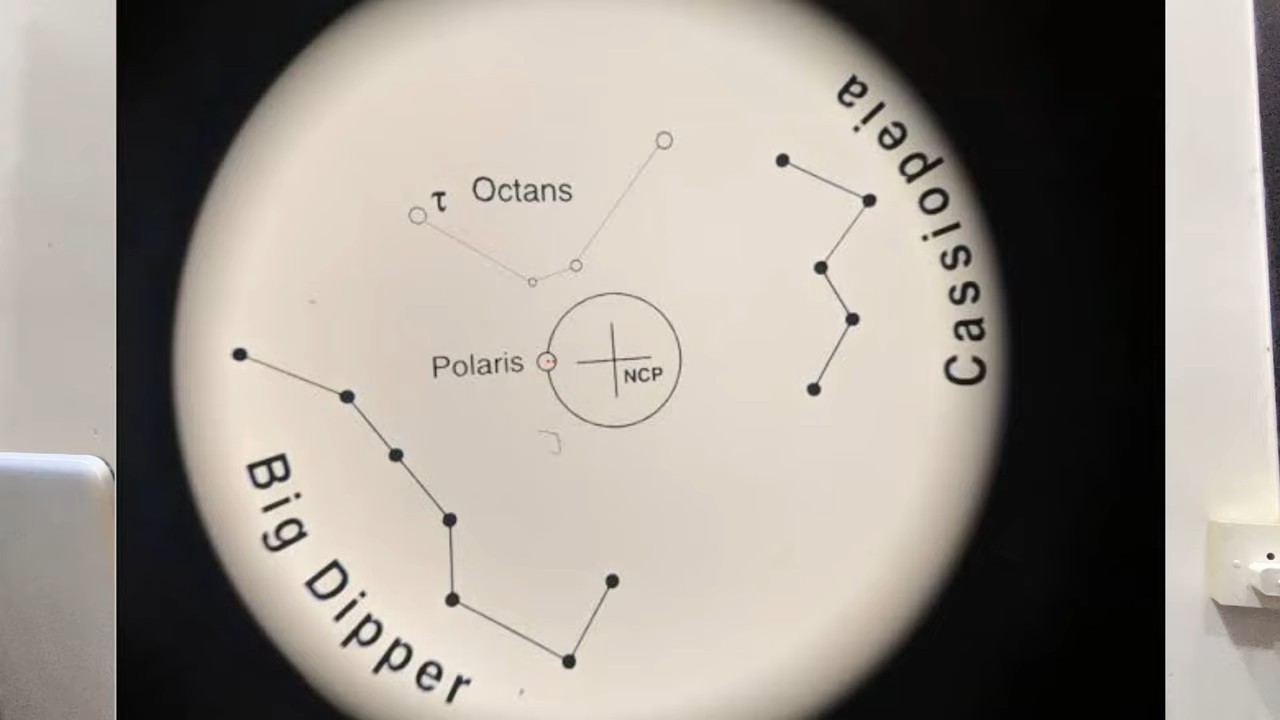 Cassiopeia
τ Octans
Polaris
NCP
Big Dipper